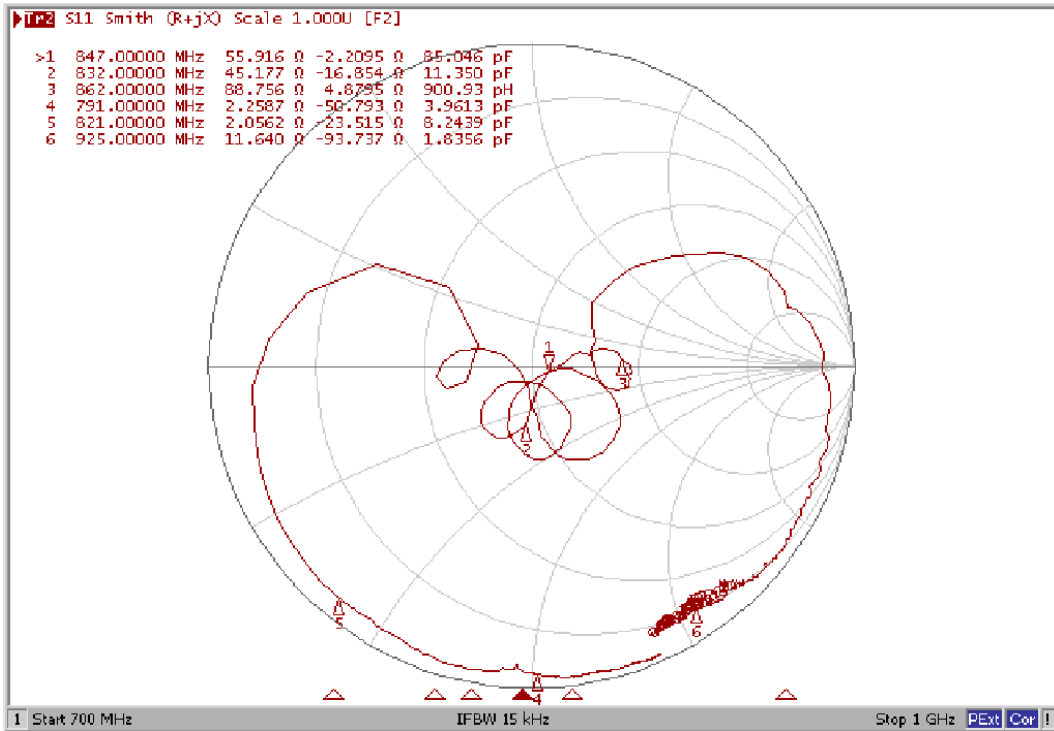 Tr2 S11 Smith (R+jX) Scale 1.000U [F2]
>1 847.00000 MHz 55.916 Ω -2.2095 Ω 85.046 pF
2 832.00000 MHz 45.177 Ω -16.854 Ω 11.350 pF
3 862.00000 MHz 88.756 Ω 4.8795 Ω 900.93 pH
4 791.00000 MHz 2.2587 Ω -50.793 Ω 3.9613 pF
5 821.00000 MHz 2.0562 Ω -23.515 Ω 8.2439 pF
6 925.00000 MHz 11.640 Ω -93.737 Ω 1.8356 pF
1
3
2
5
6
4
1 Start 700 MHz IFBW 15 kHz Stop 1 GHz PExt Cor !